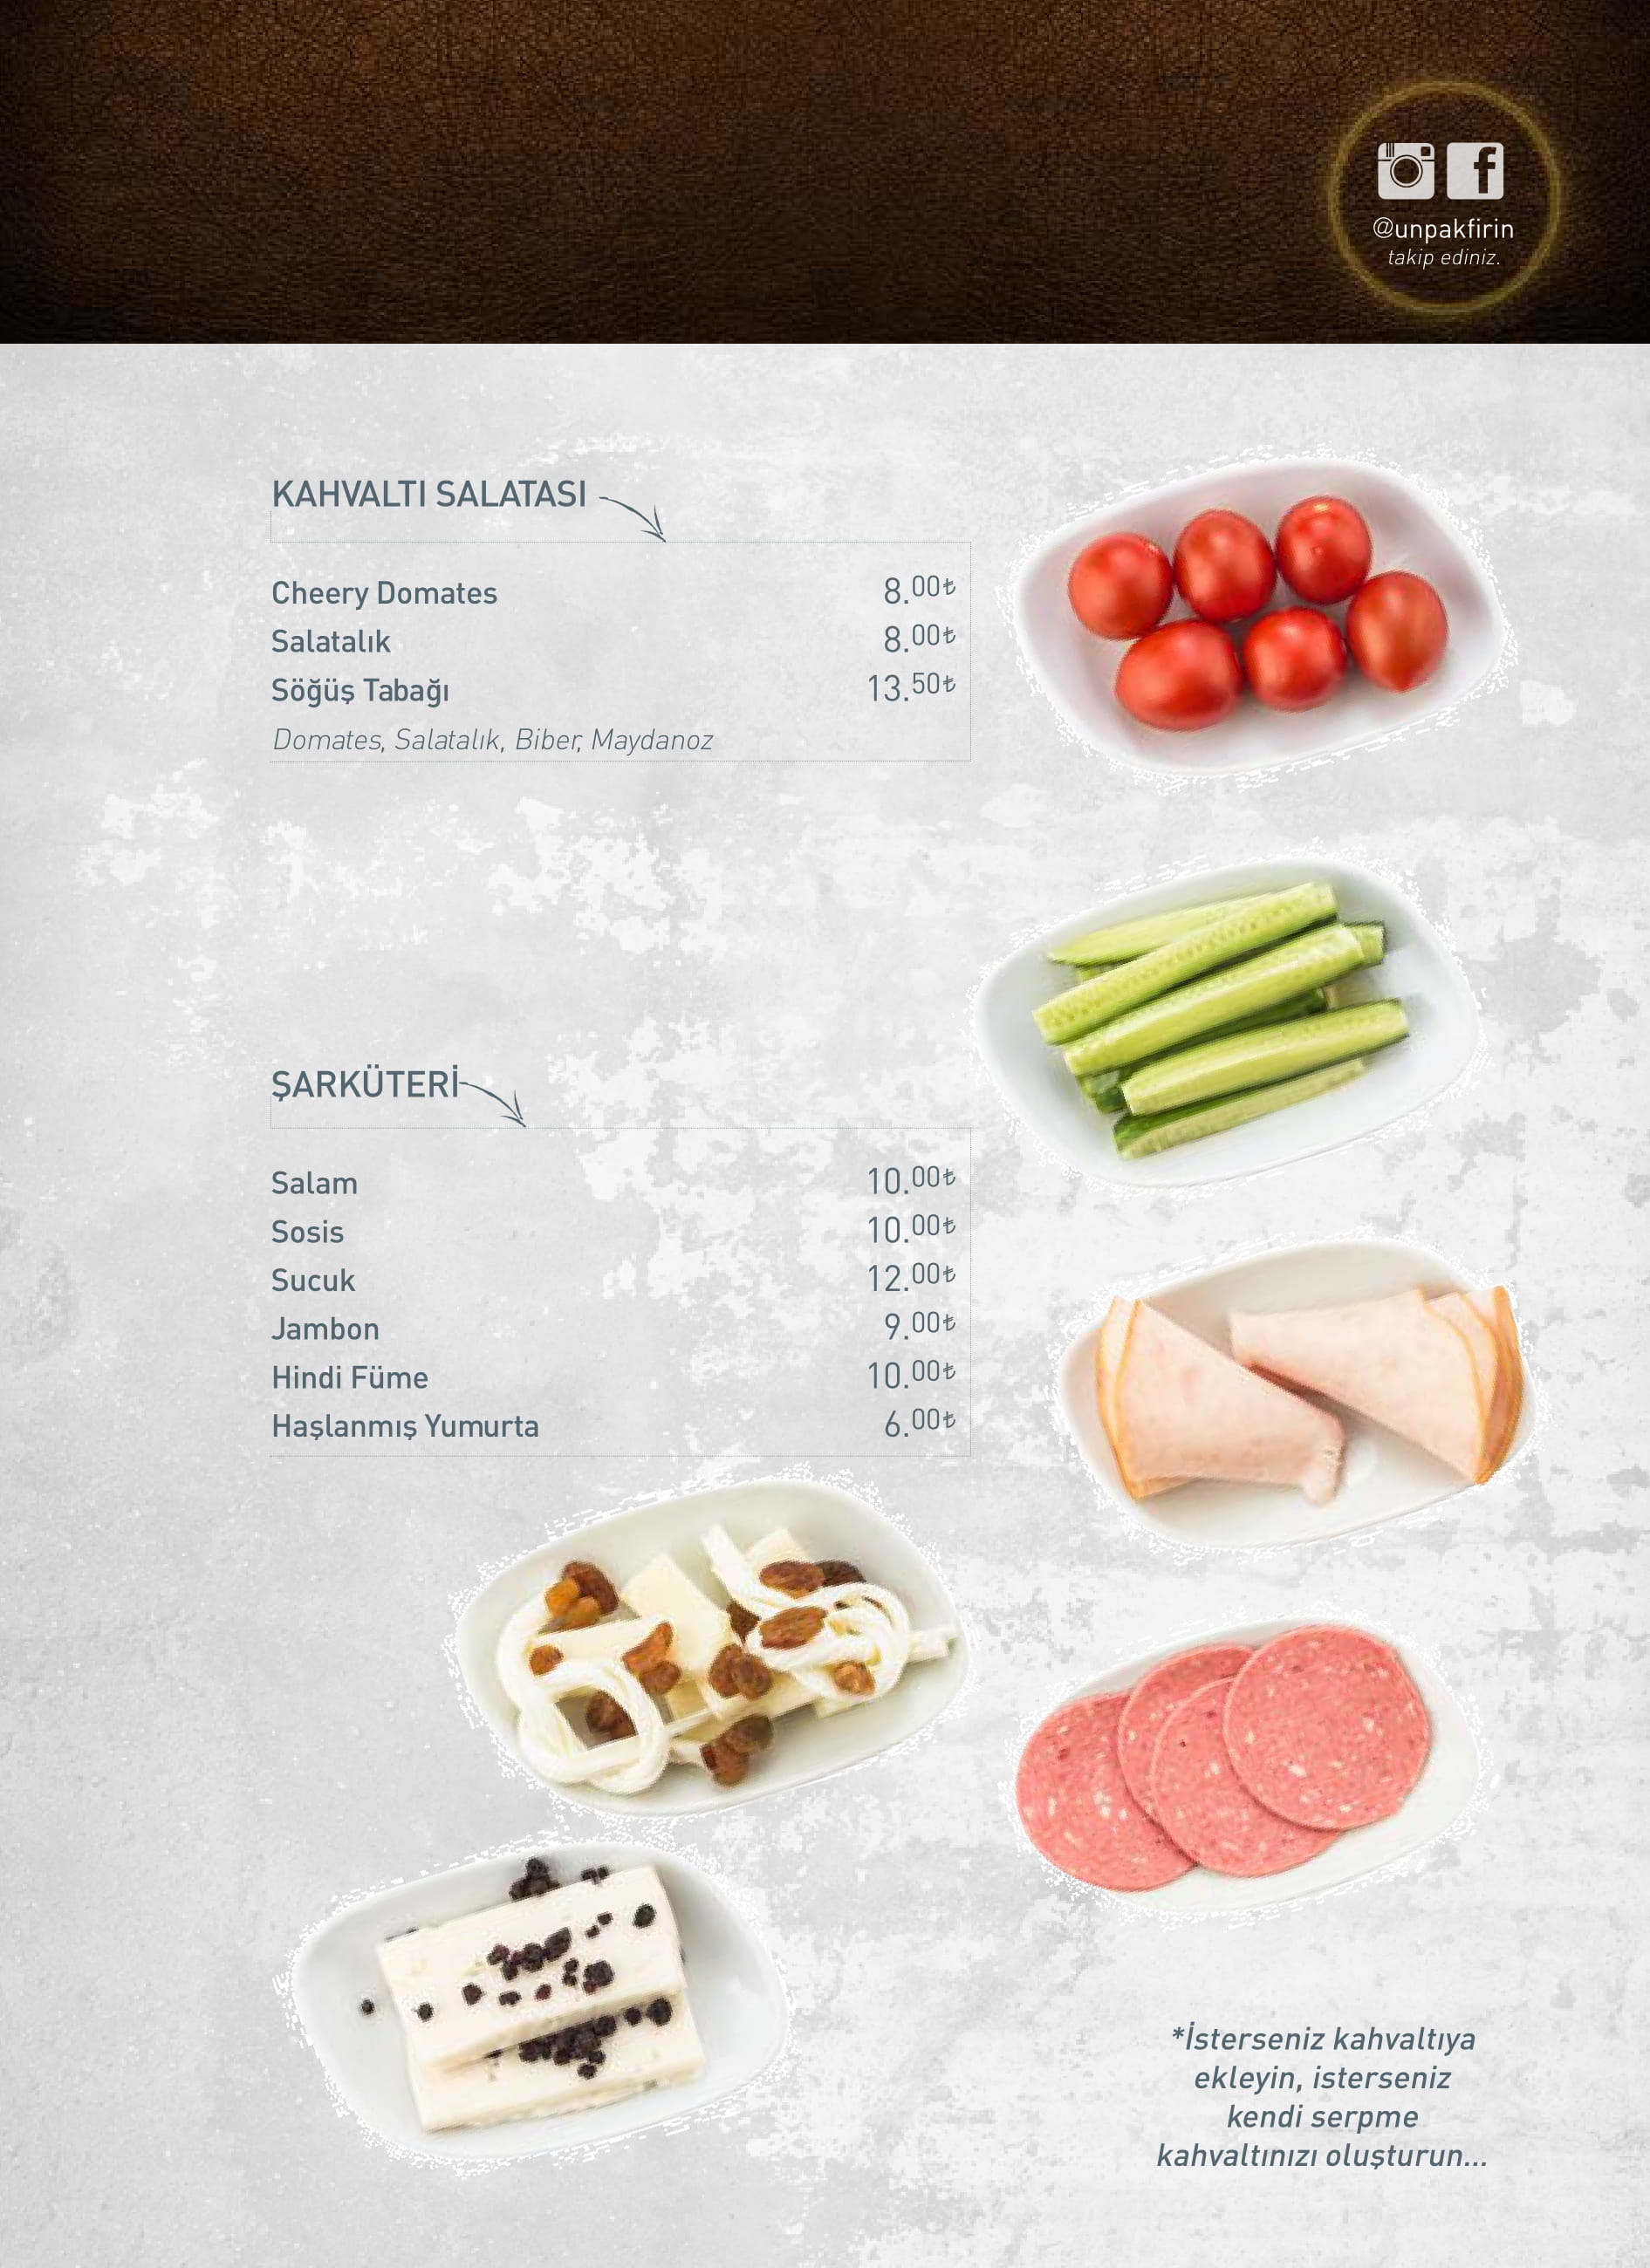 @unpakfirin
takip ediniz.
KAHVALTI SALATASI
Cheery Domates 8.00₺
Salatalık 8.00₺
Söğüş Tabağı 13.50₺
Domates, Salatalık, Biber, Maydanoz
ŞARKÜTERİ
Salam 10.00₺
Sosis 10.00₺
Sucuk 12.00₺
Jambon 9.00₺
Hindi Füme 10.00₺
Haşlanmış Yumurta 6.00₺
*İsterseniz kahvaltıya
ekleyin, isterseniz
kendi serpme
kahvaltınızı oluşturun...